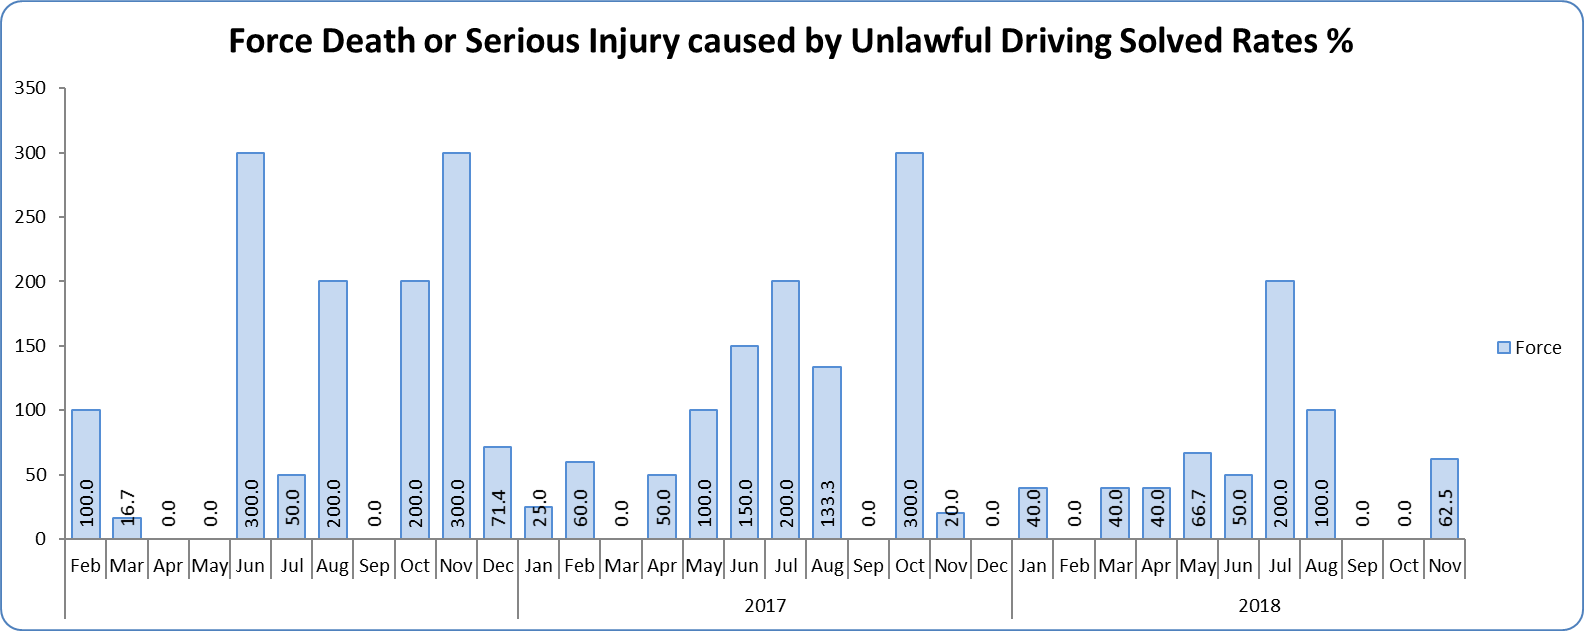 Force Death or Serious Injury caused by Unlawful Driving Solved Rates %
350
300
250
200
150
100
50
0
100.0 16.7 0.0 0.0 300.0 50.0 200.0 0.0 200.0 300.0 71.4 25.0 60.0 0.0 50.0 100.0 150.0 200.0 133.3 0.0 300.0 20.0 0.0 40.0 0.0 40.0 40.0 66.7 50.0 200.0 100.0 0.0 0.0 62.5
Feb Mar Apr May Jun Jul Aug Sep Oct Nov Dec Jan Feb Mar Apr May Jun Jul Aug Sep Oct Nov Dec Jan Feb Mar Apr May Jun Jul Aug Sep Oct Nov
2017 2018
Force